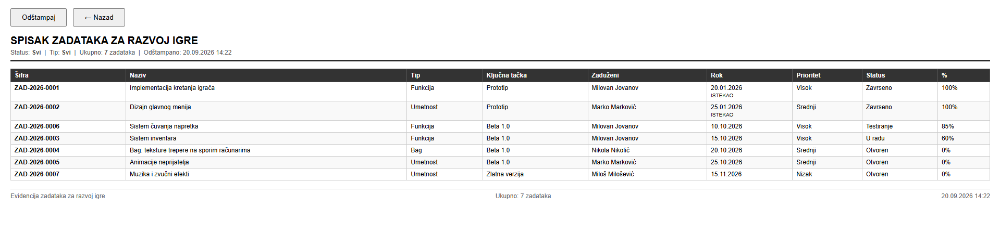 Odštampaj ← Nazad
SPISAK ZADATAKA ZA RAZVOJ IGRE
Status: Svi | Tip: Svi | Ukupno: 7 zadataka | Odštampano: 20.09.2026 14:22
Šifra Naziv Tip Ključna tačka Zaduženi Rok Prioritet Status %
ZAD-2026-0001 Implementacija kretanja igrača Funkcija Prototip Milovan Jovanov 20.01.2026 Visok Zavrseno 100%
ISTEKAO
ZAD-2026-0002 Dizajn glavnog menija Umetnost Prototip Marko Marković 25.01.2026 Srednji Zavrseno 100%
ISTEKAO
ZAD-2026-0006 Sistem čuvanja napretka Funkcija Beta 1.0 Milovan Jovanov 10.10.2026 Visok Testiranje 85%
ZAD-2026-0003 Sistem inventara Funkcija Beta 1.0 Milovan Jovanov 15.10.2026 Visok U radu 60%
ZAD-2026-0004 Bag: teksture trepere na sporim računarima Bag Beta 1.0 Nikola Nikolić 20.10.2026 Srednji Otvoren 0%
ZAD-2026-0005 Animacije neprijatelja Umetnost Beta 1.0 Marko Marković 25.10.2026 Srednji Otvoren 0%
ZAD-2026-0007 Muzika i zvučni efekti Umetnost Zlatna verzija Miloš Milošević 15.11.2026 Nizak Otvoren 0%
Evidencija zadataka za razvoj igre Ukupno: 7 zadataka 20.09.2026 14:22